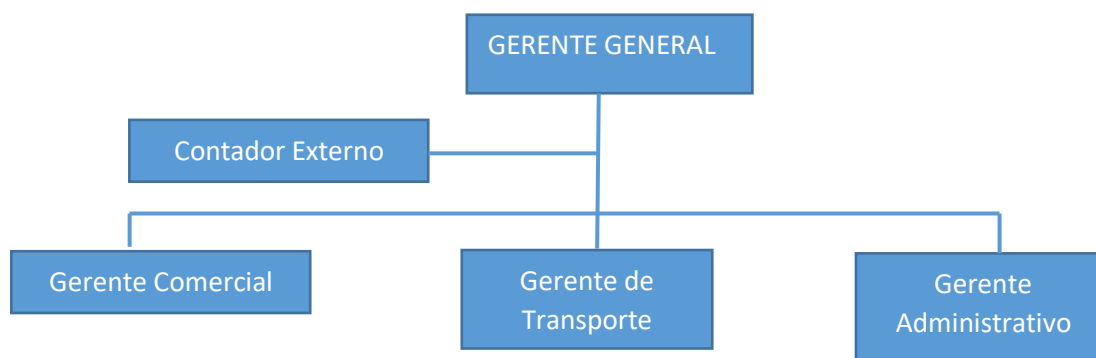 GERENTE GENERAL
Contador Externo
Gerente Comercial
Gerente de
Transporte
Gerente
Administrativo